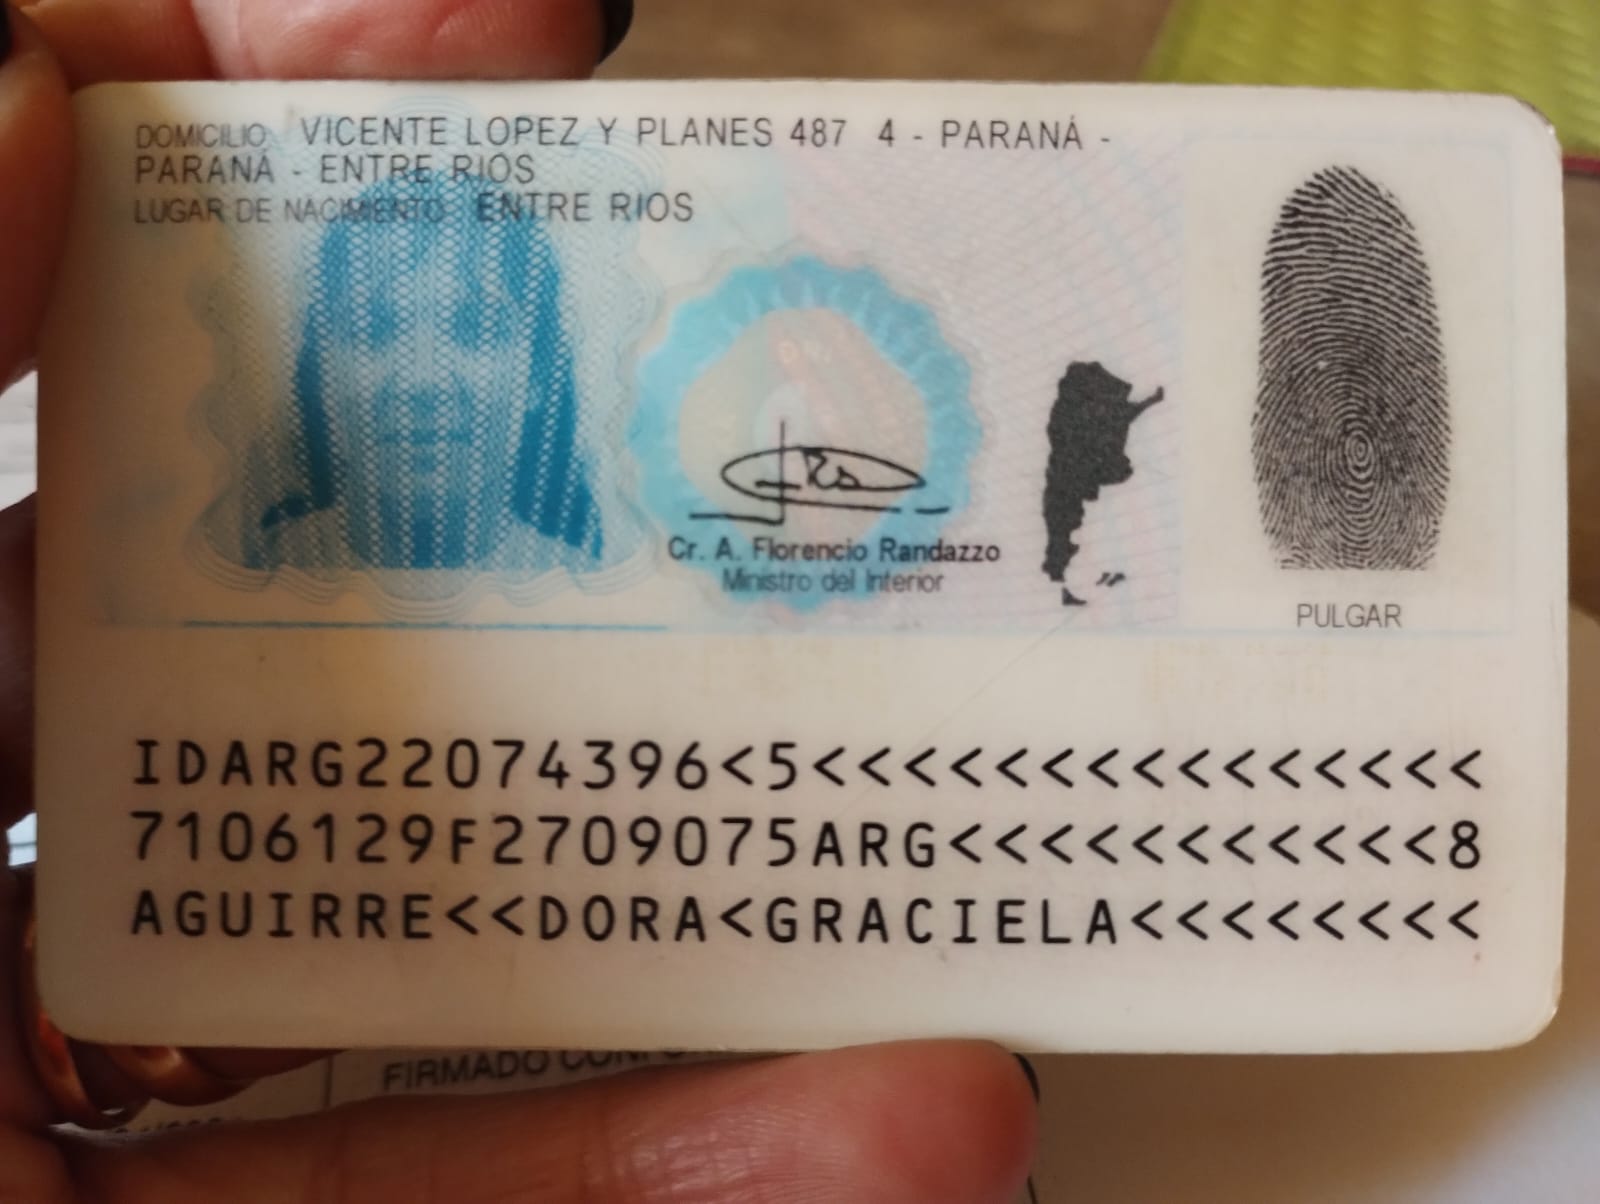 DOMICILIO VICENTE LOPEZ Y PLANES 487 4 - PARANÁ -
PARANÁ - ENTRE RIOS
LUGAR DE NACIMIENTO ENTRE RIOS
Cr. A. Florencio Randazzo
Ministro del Interior
PULGAR
IDARG22074396<5<<<<<<<<<<<<<<<
7106129F2709075ARG<<<<<<<<<<<8
AGUIRRE<<DORA<GRACIELA<<<<<<<<
FIRMADO